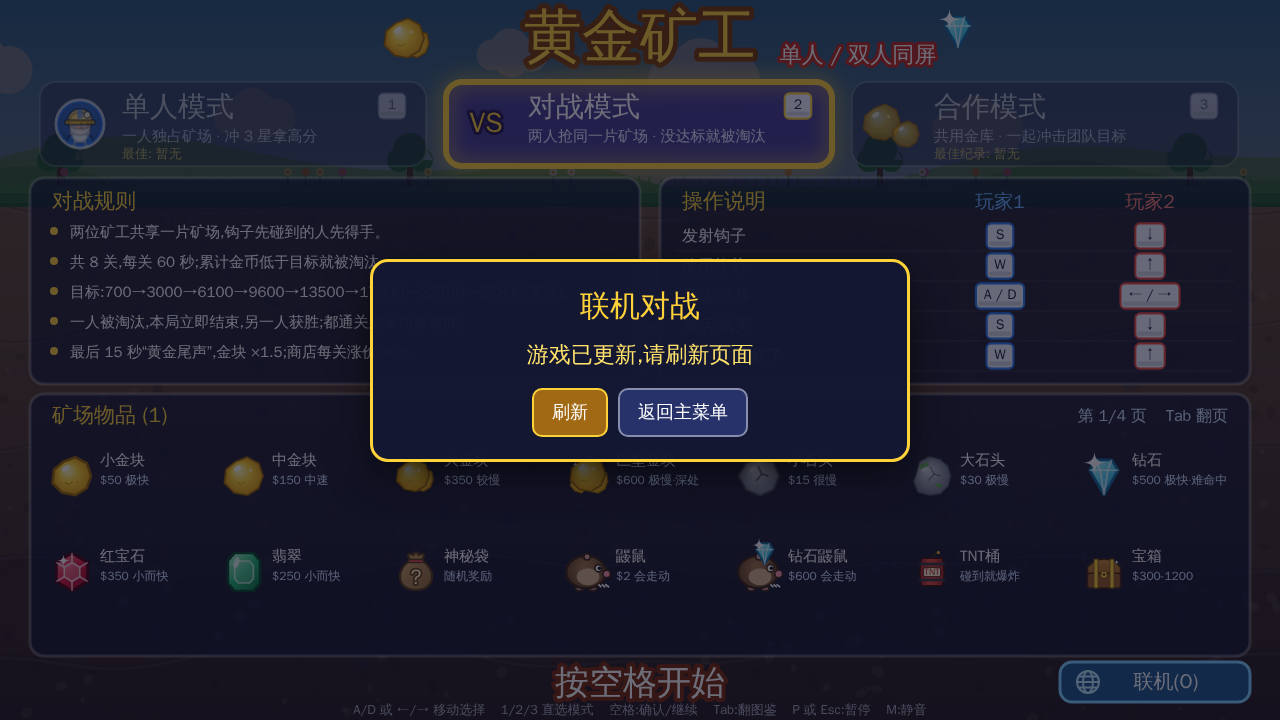 黄金矿工
单人 / 双人同屏
单人模式
1
一人独占矿场 · 冲 3 星拿高分
最佳: 暂无
VS
对战模式
2
两人抢同一片矿场 · 没达标就被淘汰
合作模式
3
共用金库 · 一起冲击团队目标
最佳纪录: 暂无
对战规则
两位矿工共享一片矿场,钩子先碰到的人先得手。
共 8 关,每关 60 秒;累计金币低于目标就被淘汰
目标:700→3000→6100→9600→13500→1
一人被淘汰,本局立即结束,另一人获胜;都通关
最后 15 秒“黄金尾声”,金块 ×1.5;商店每关涨价
操作说明
玩家1
玩家2
发射钩子
S
↓
W
↑
A / D
← / →
S
↓
W
↑
联机对战
游戏已更新,请刷新页面
刷新
返回主菜单
矿场物品 (1)
第 1/4 页
Tab 翻页
小金块
$50 极快
中金块
$150 中速
$350 较慢
$600 极慢·深处
$15 很慢
大石头
$30 极慢
钻石
$500 极快·难命中
红宝石
$350 小而快
翡翠
$250 小而快
神秘袋
随机奖励
?
鼹鼠
$2 会走动
钻石鼹鼠
$600 会走动
TNT
TNT桶
碰到就爆炸
宝箱
$300-1200
按空格开始
联机(O)
A/D 或 ←/→ 移动选择 1/2/3 直选模式 空格:确认/继续 Tab:翻图鉴 P 或 Esc:暂停 M:静音